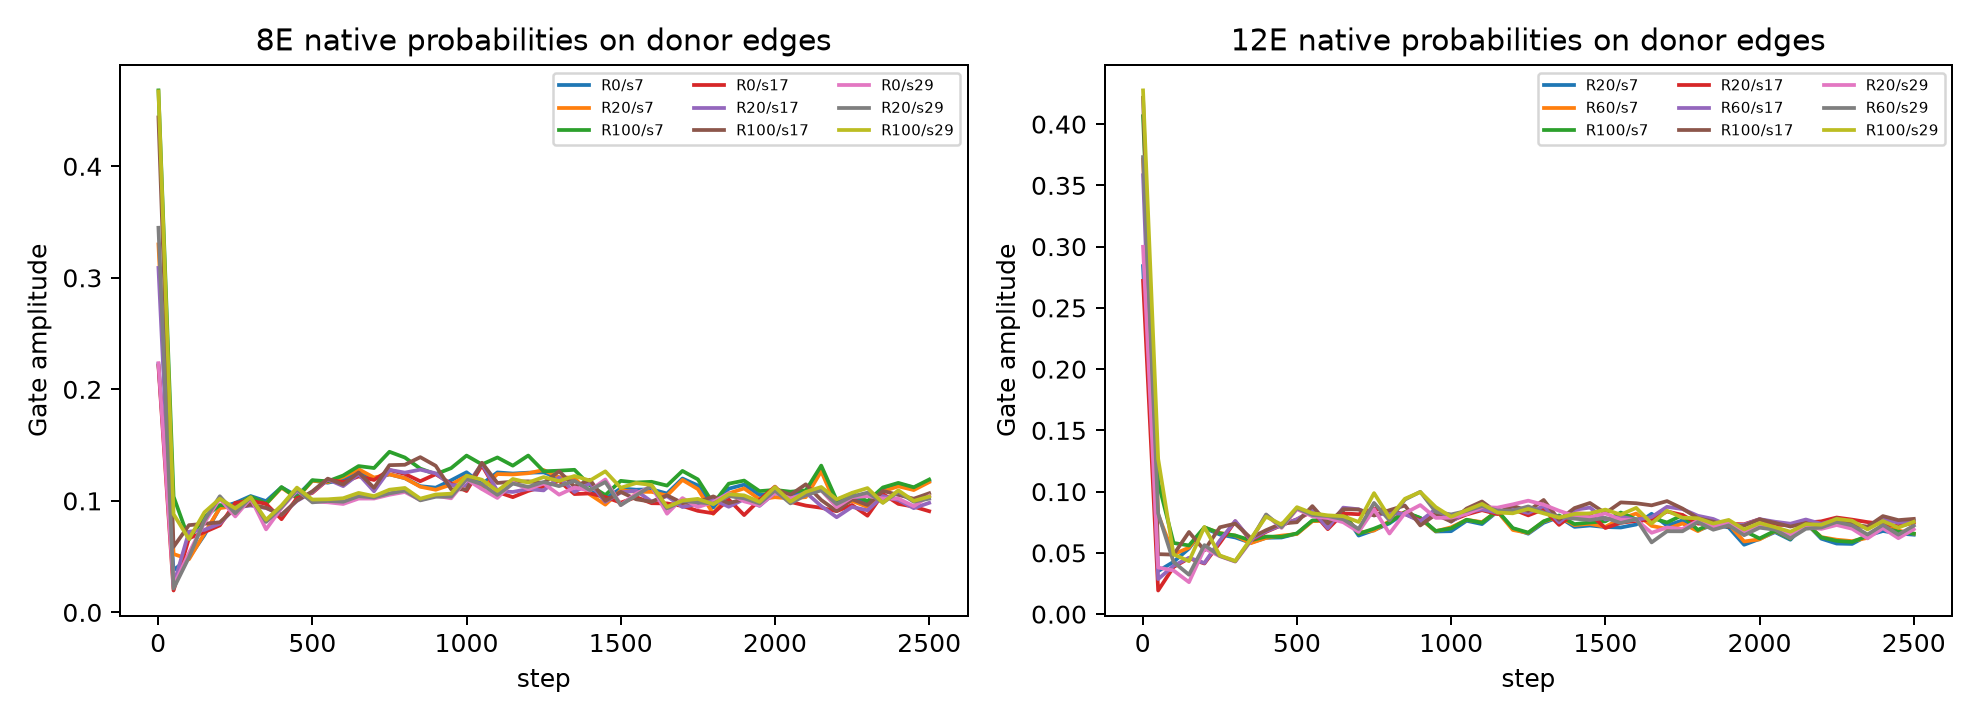 8E native probabilities on donor edges
Gate amplitude
0.4
0.3
0.2
0.1
0.0
R0/s7
R20/s7
R100/s7
R0/s17
R20/s17
R100/s17
R0/s29
R20/s29
R100/s29
0 500 1000 1500 2000 2500
step
12E native probabilities on donor edges
Gate amplitude
0.40
0.35
0.30
0.25
0.20
0.15
0.10
0.05
0.00
R20/s7
R60/s7
R100/s7
R20/s17
R60/s17
R100/s17
R20/s29
R60/s29
R100/s29
0 500 1000 1500 2000 2500
step